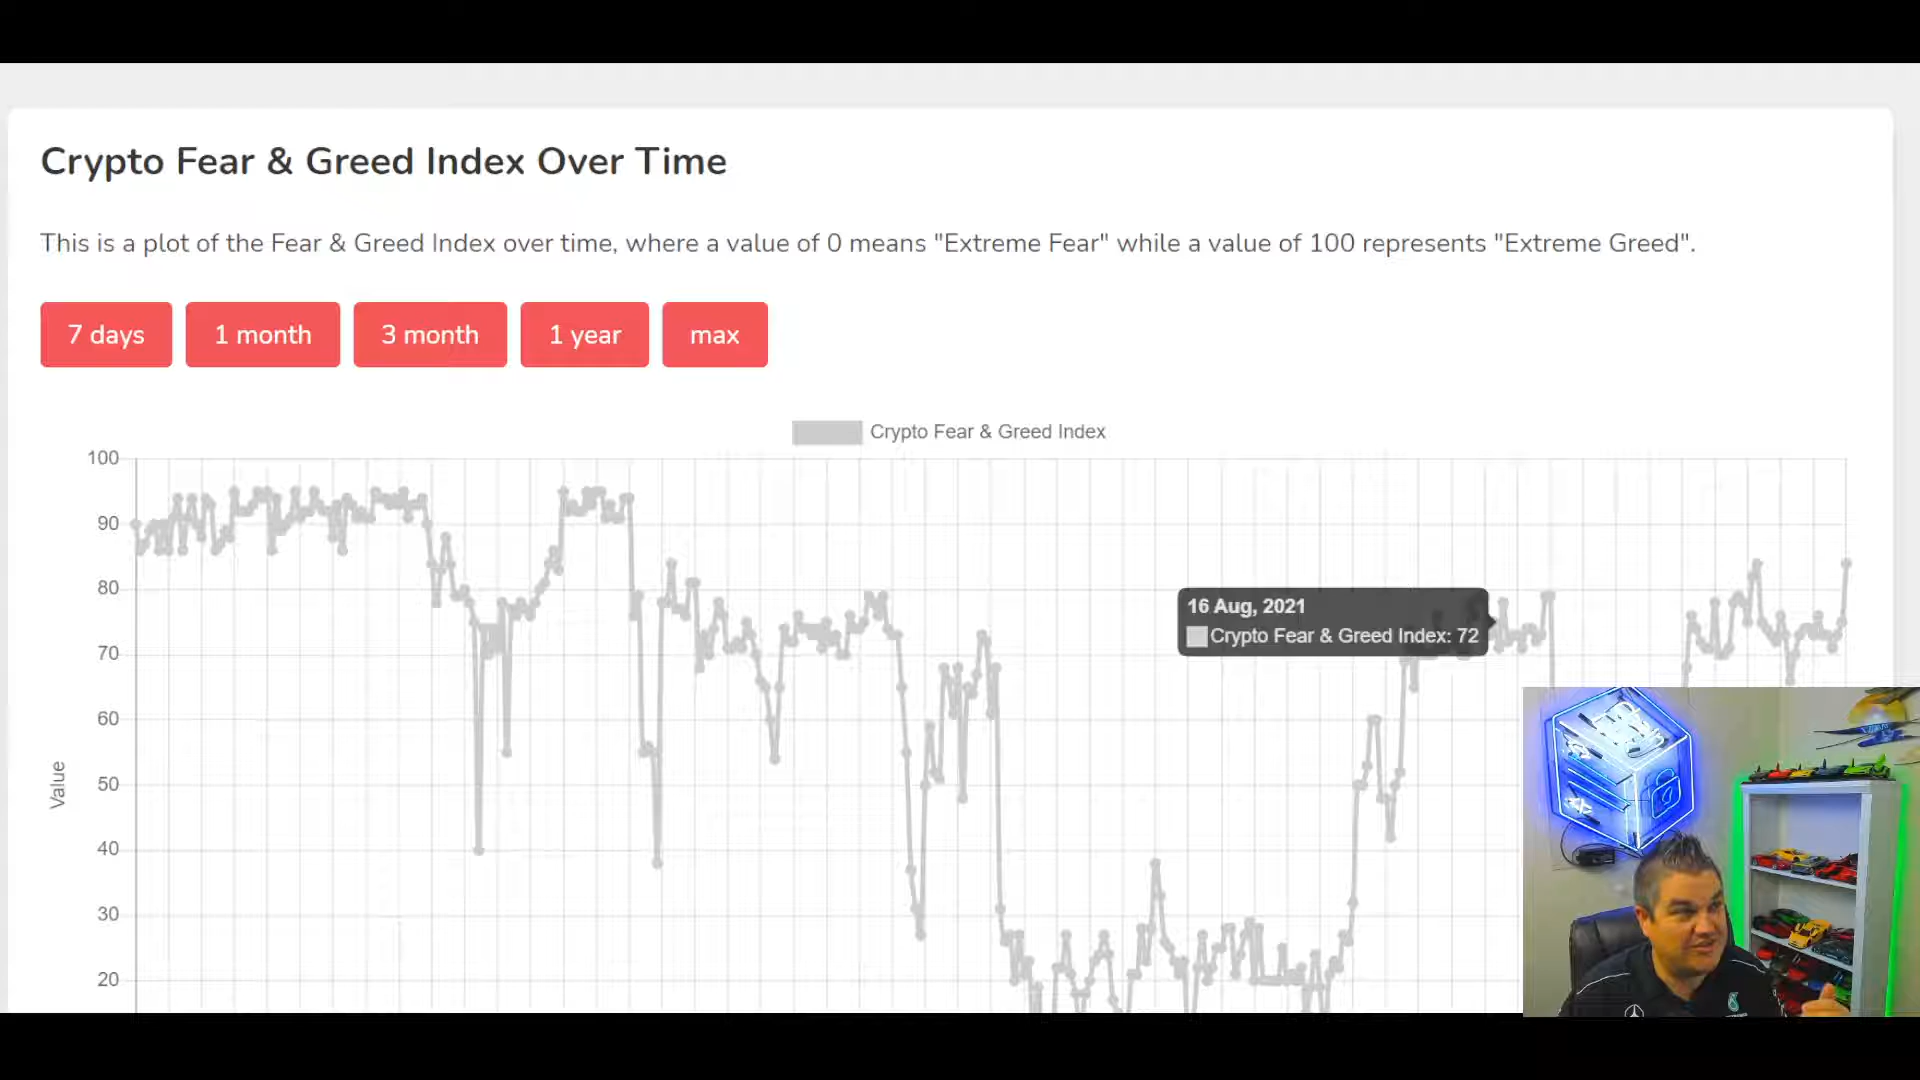 Crypto Fear & Greed Index Over Time
This is a plot of the Fear & Greed Index over time, where a value of 0 means "Extreme Fear" while a value of 100 represents "Extreme Greed".
7 days 1 month 3 month 1 year max
Crypto Fear & Greed Index
100
90
80
16 Aug, 2021
Crypto Fear & Greed Index: 72
70
60
50
Value
40
30
20